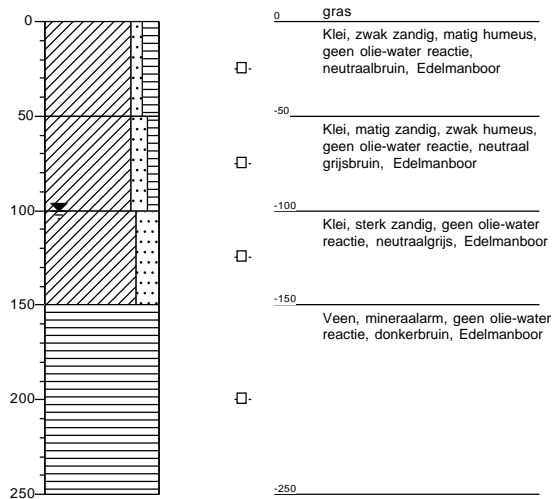 0
50
100
150
200
250
0
gras
Klei, zwak zandig, matig humeus,
geen olie-water reactie,
neutraalbruin, Edelmanboor
-50
Klei, matig zandig, zwak humeus,
geen olie-water reactie, neutraal
grijsbruin, Edelmanboor
-100
Klei, sterk zandig, geen olie-water
reactie, neutraalgrijs, Edelmanboor
-150
Veen, mineraalarm, geen olie-water
reactie, donkerbruin, Edelmanboor
-250